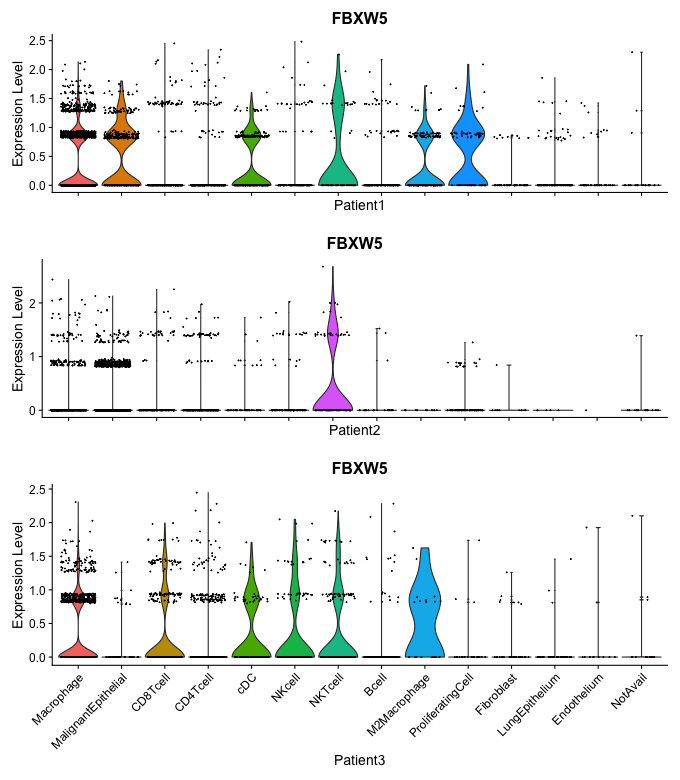 FBXW5
Expression Level
2.5
2.0
1.5
1.0
0.5
0.0
Patient1
FBXW5
Expression Level
2
1
0
Patient2
FBXW5
Expression Level
2.5
2.0
1.5
1.0
0.5
0.0
Macrophage
MalignantEpithelial
CD8Tcell
CD4Tcell
cDC
NKcell
NKTcell
Bcell
M2Macrophage
ProliferatingCell
Fibroblast
LungEpithelium
Endothelium
NotAvail
Patient3